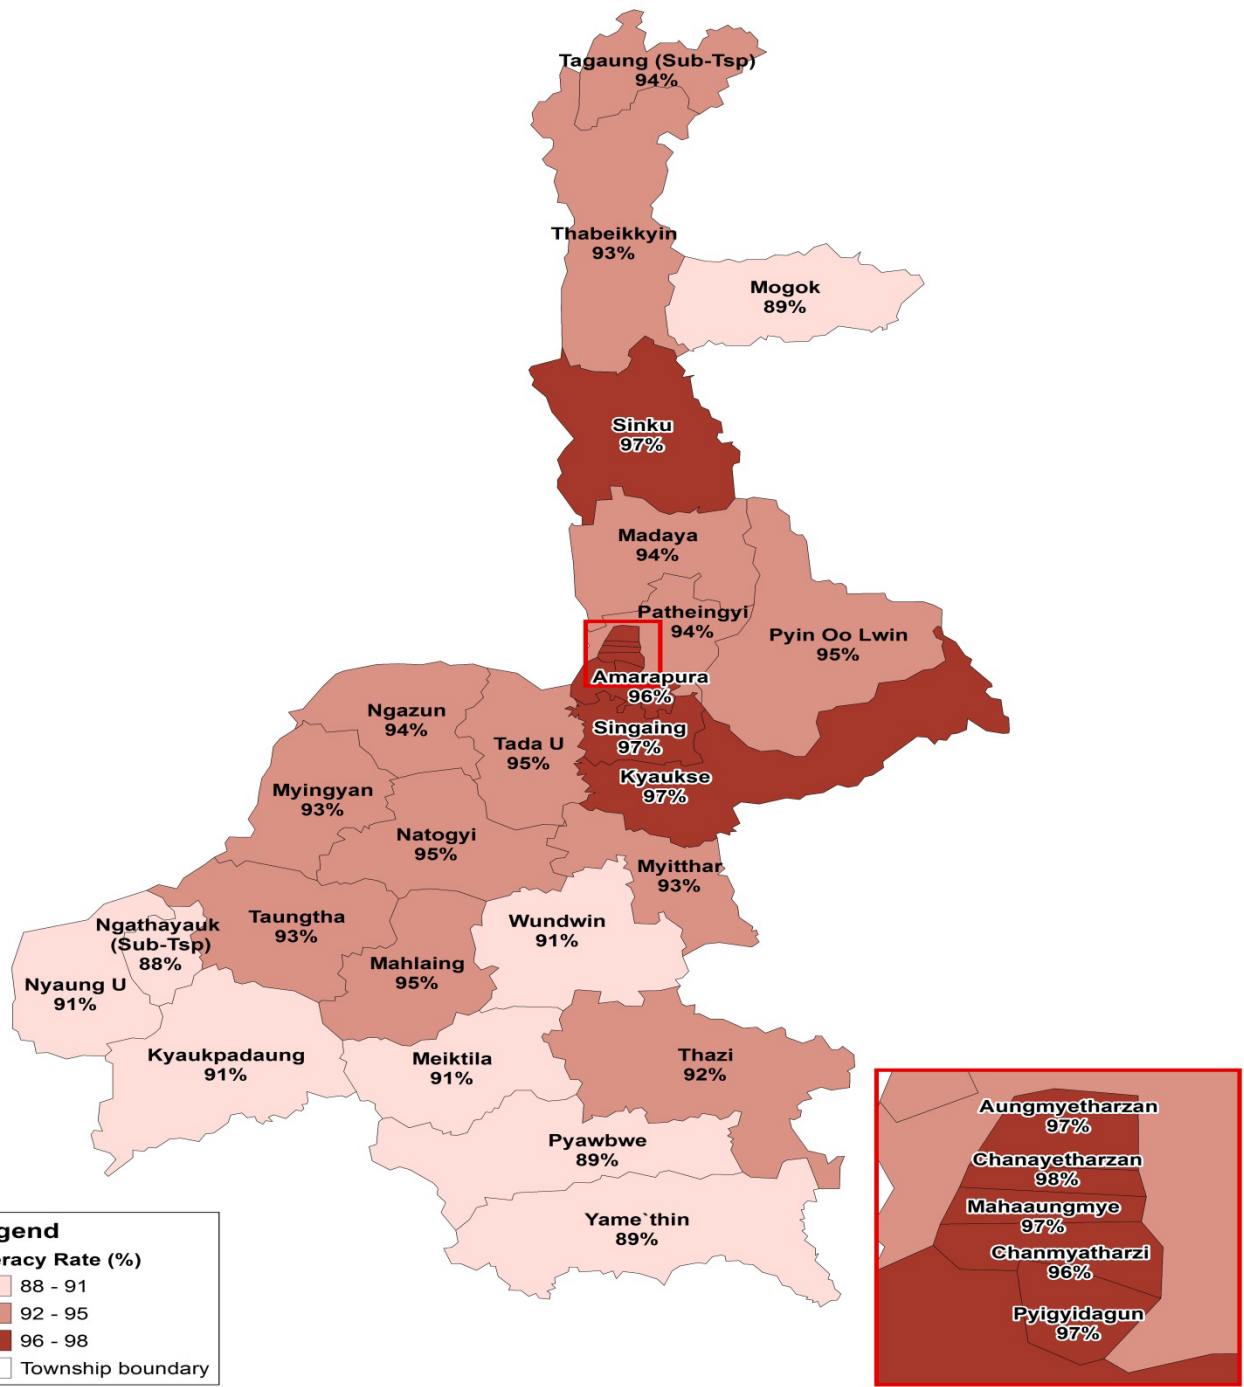 Tagaung (Sub-Tsp)
94%
Thabeikkyin
93%
Mogok
89%
Sinku
97%
Madaya
94%
Patheingyi
94%
Pyin Oo Lwin
95%
Amarapura
96%
Ngazun
94%
Tada U
95%
Singaing
97%
Kyaukse
97%
Myingyan
93%
Natogyi
95%
Myitthar
93%
Taungtha
93%
Wundwin
91%
Ngathayauk
(Sub-Tsp)
88%
Mahlaing
95%
Nyaung U
91%
Kyaukpadaung
91%
Meiktila
91%
Thazi
92%
Pyawbwe
89%
Yame`thin
89%
Aungmyetharzan
97%
Chanayetharzan
98%
Mahaaungmye
97%
Chanmyatharzi
96%
Pyigyidagun
97%
gend
eracy Rate (%)
88 - 91
92 - 95
96 - 98
Township boundary